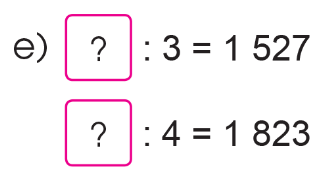 e) ? : 3 = 1 527
? : 4 = 1 823